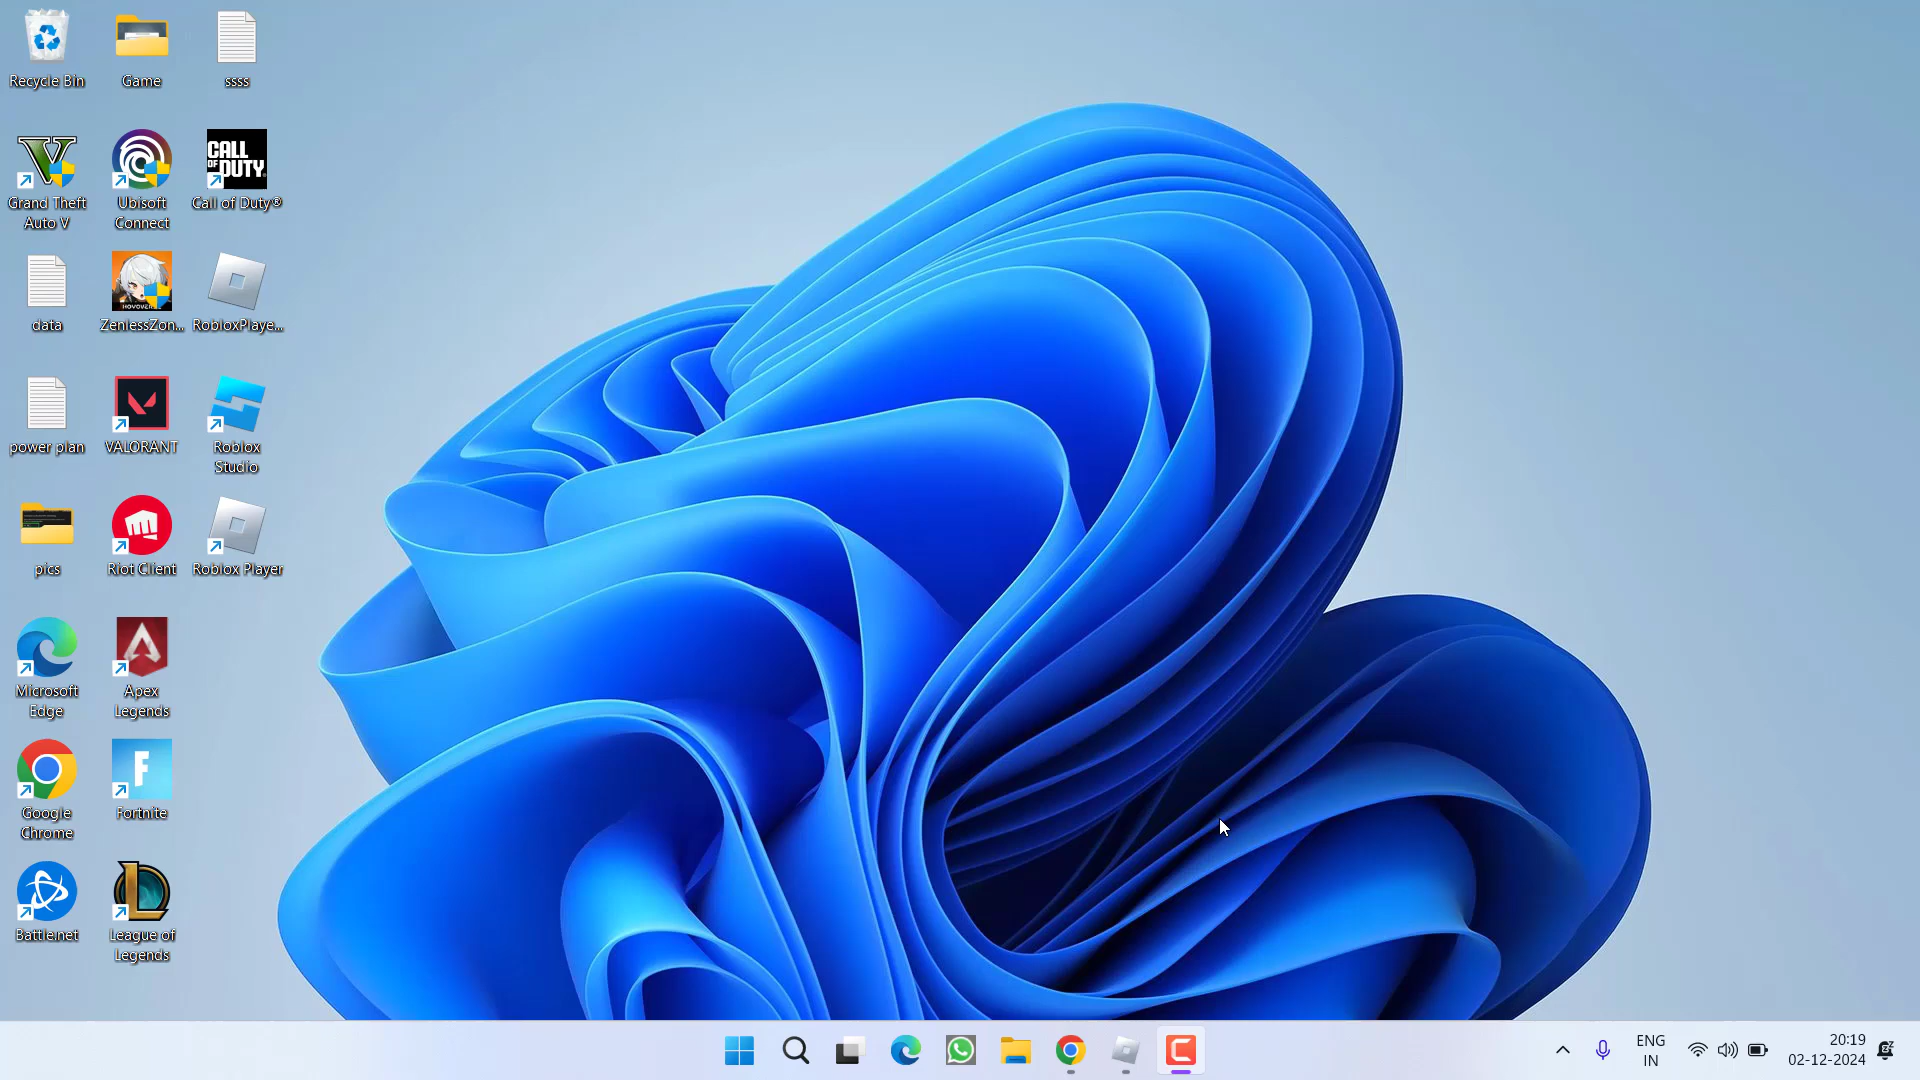 Recycle Bin
Game
ssss
Grand Theft
Auto V
Ubisoft
Connect
CALL
OF DUTY
Call of Duty®
data
HOYOVERSE
ZenlessZon...
RobloxPlaye...
power plan
VALORANT
Roblox
Studio
pics
Riot Client
Roblox Player
Microsoft
Edge
Apex
Legends
Google
Chrome
Fortnite
Battle.net
League of
Legends
ENG
IN
20:19
02-12-2024